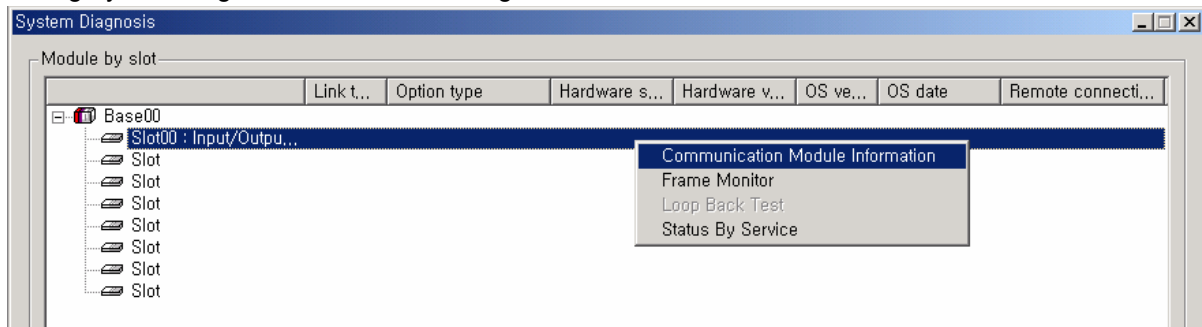 System Diagnosis
Module by slot
Link t... Option type Hardware s... Hardware v... OS ve... OS date Remote connecti...
Base00
Slot00 : Input/Outpu...
Slot
Slot
Slot
Slot
Slot
Slot
Slot
Communication Module Information
Frame Monitor
Loop Back Test
Status By Service